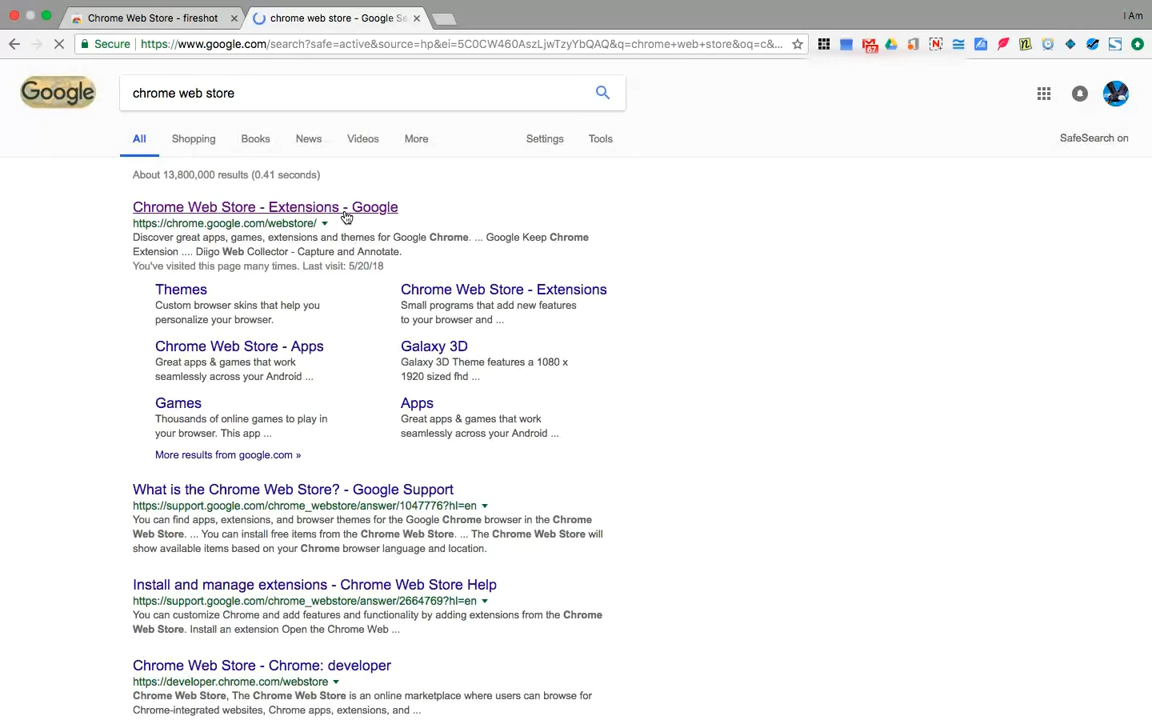 Chrome Web Store - fireshot
chrome web store - Google Se
I Am
Secure https://www.google.com/search?safe=active&source=hp&ei=5C0CW460AszLjwTzyYbQAQ&q=chrome+web+store&oq=c&...
67
Google
chrome web store
All Shopping Books News Videos More Settings Tools
SafeSearch on
About 13,800,000 results (0.41 seconds)
Chrome Web Store - Extensions - Google
https://chrome.google.com/webstore/
Discover great apps, games, extensions and themes for Google Chrome. ... Google Keep Chrome
Extension .... Diigo Web Collector - Capture and Annotate.
You've visited this page many times. Last visit: 5/20/18
Themes
Custom browser skins that help you
personalize your browser.
Chrome Web Store - Extensions
Small programs that add new features
to your browser and ...
Chrome Web Store - Apps
Great apps & games that work
seamlessly across your Android ...
Galaxy 3D
Galaxy 3D Theme features a 1080 x
1920 sized fhd ...
Games
Thousands of online games to play in
your browser. This app ...
Apps
Great apps & games that work
seamlessly across your Android ...
More results from google.com »
What is the Chrome Web Store? - Google Support
https://support.google.com/chrome_webstore/answer/1047776?hl=en
You can find apps, extensions, and browser themes for the Google Chrome browser in the Chrome
Web Store. ... You can install free items from the Chrome Web Store. ... The Chrome Web Store will
show available items based on your Chrome browser language and location.
Install and manage extensions - Chrome Web Store Help
https://support.google.com/chrome_webstore/answer/2664769?hl=en
You can customize Chrome and add features and functionality by adding extensions from the Chrome
Web Store. Install an extension Open the Chrome Web ...
Chrome Web Store - Chrome: developer
https://developer.chrome.com/webstore
Chrome Web Store, The Chrome Web Store is an online marketplace where users can browse for
Chrome-integrated websites, Chrome apps, extensions, and ...